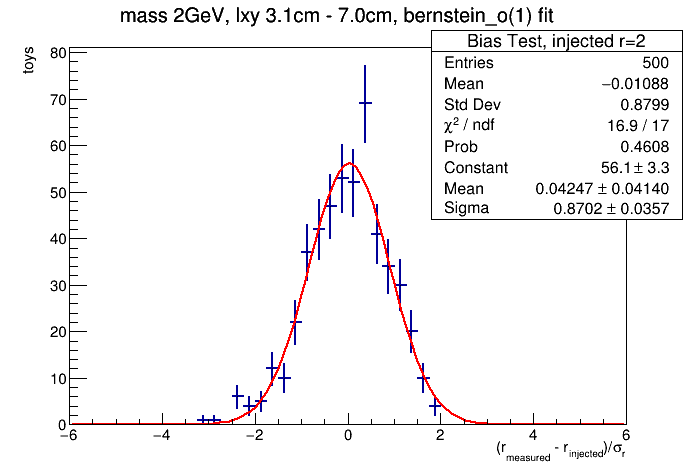 mass 2GeV, lxy 3.1cm - 7.0cm, bernstein_o(1) fit
Bias Test, injected r=2
Entries 500
Mean −0.01088
Std Dev 0.8799
χ² / ndf 16.9 / 17
Prob 0.4608
Constant 56.1 ± 3.3
Mean 0.04247 ± 0.04140
Sigma 0.8702 ± 0.0357
toys
80
70
60
50
40
30
20
10
0
−6 −4 −2 0 2 4 6
(r_measured - r_injected)/σ_r